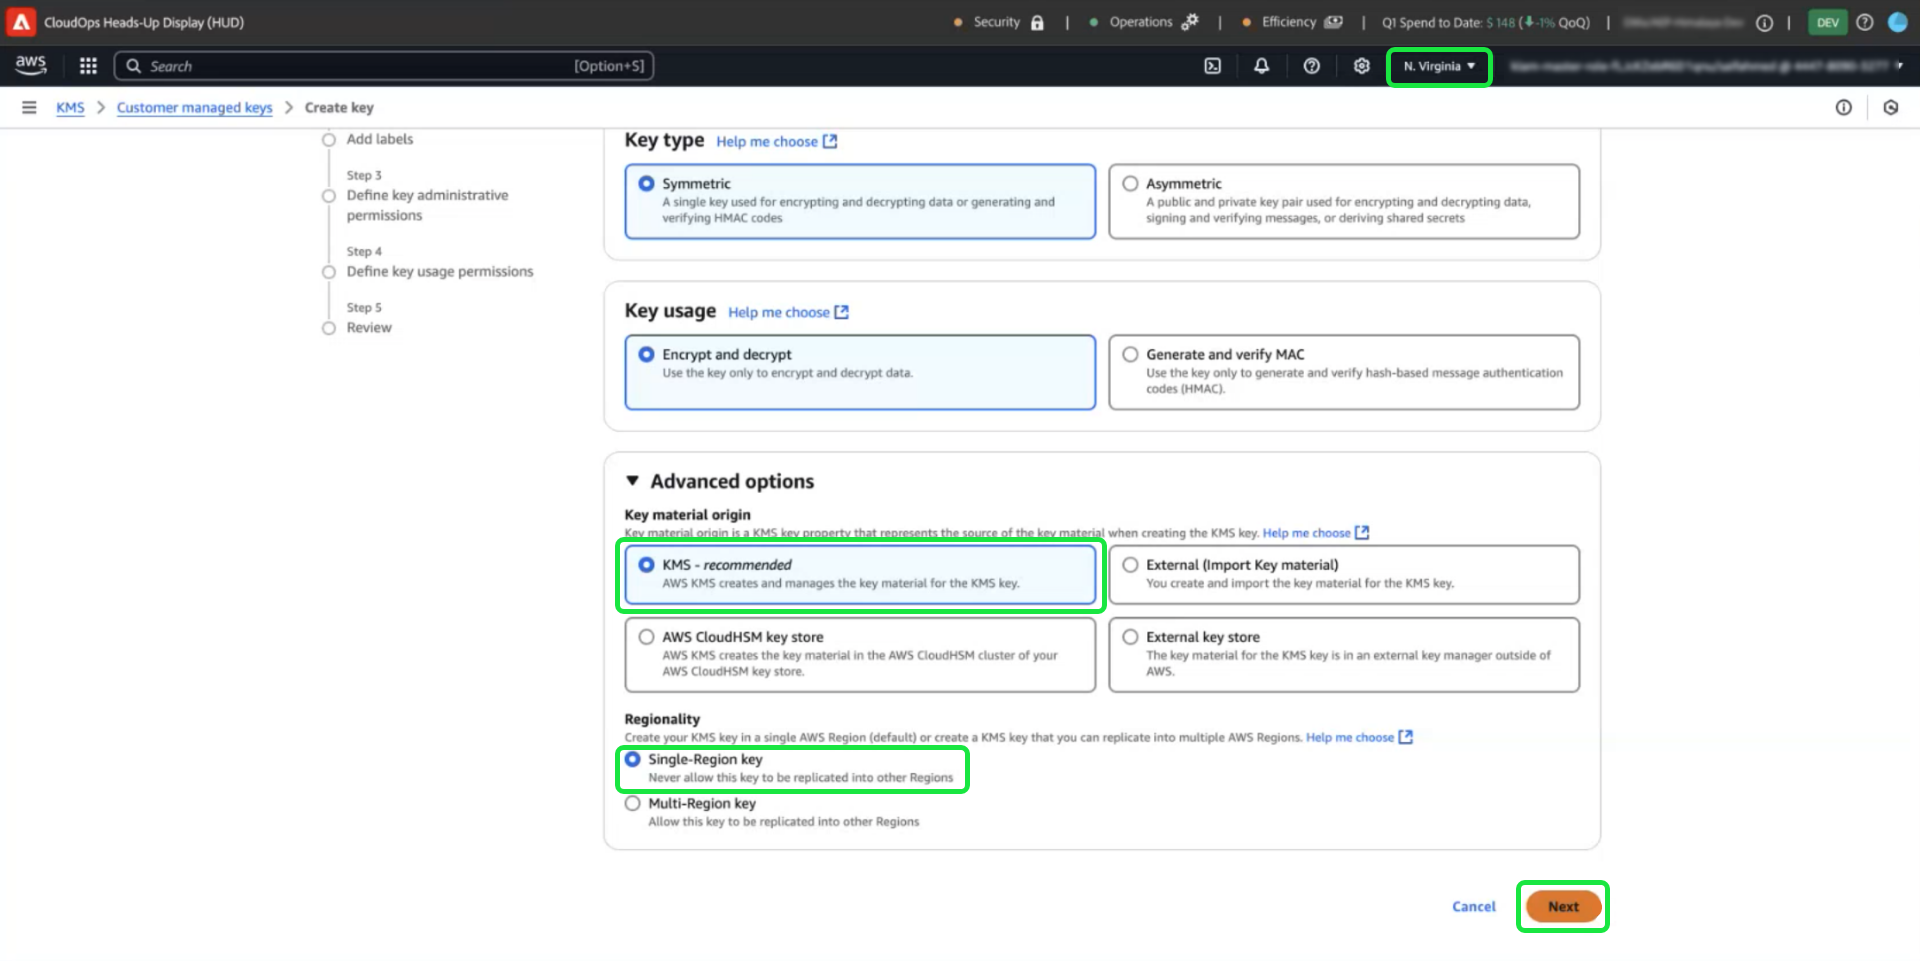 CloudOps Heads-Up Display (HUD)
Security | Operations | Efficiency | Q1 Spend to Date: $ 148 (-1% QoQ) | | DEV
aws Search [Option+S] N. Virginia
KMS > Customer managed keys > Create key
Add labels
Step 3
Define key administrative
permissions
Step 4
Define key usage permissions
Step 5
Review
Key type Help me choose
Symmetric
A single key used for encrypting and decrypting data or generating and
verifying HMAC codes
Asymmetric
A public and private key pair used for encrypting and decrypting data,
signing and verifying messages, or deriving shared secrets
Key usage Help me choose
Encrypt and decrypt
Use the key only to encrypt and decrypt data.
Generate and verify MAC
Use the key only to generate and verify hash-based message authentication
codes (HMAC).
Advanced options
Key material origin
Key material origin is a KMS key property that represents the source of the key material when creating the KMS key. Help me choose
KMS - recommended
AWS KMS creates and manages the key material for the KMS key.
External (Import Key material)
You create and import the key material for the KMS key.
AWS CloudHSM key store
AWS KMS creates the key material in the AWS CloudHSM cluster of your
AWS CloudHSM key store.
External key store
The key material for the KMS key is in an external key manager outside of
AWS.
Regionality
Create your KMS key in a single AWS Region (default) or create a KMS key that you can replicate into multiple AWS Regions. Help me choose
Single-Region key
Never allow this key to be replicated into other Regions
Multi-Region key
Allow this key to be replicated into other Regions
Cancel Next